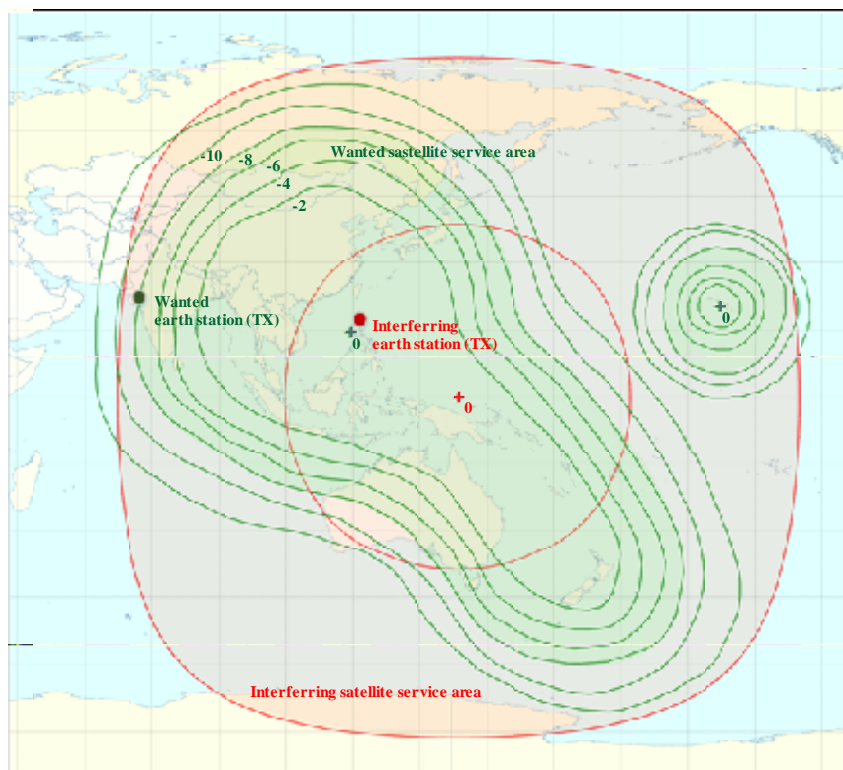 Wanted sastellite service area
-10
-8
-6
-4
-2
Wanted
earth station (TX)
Interferring
earth station (TX)
0
0
0
Interferring satellite service area